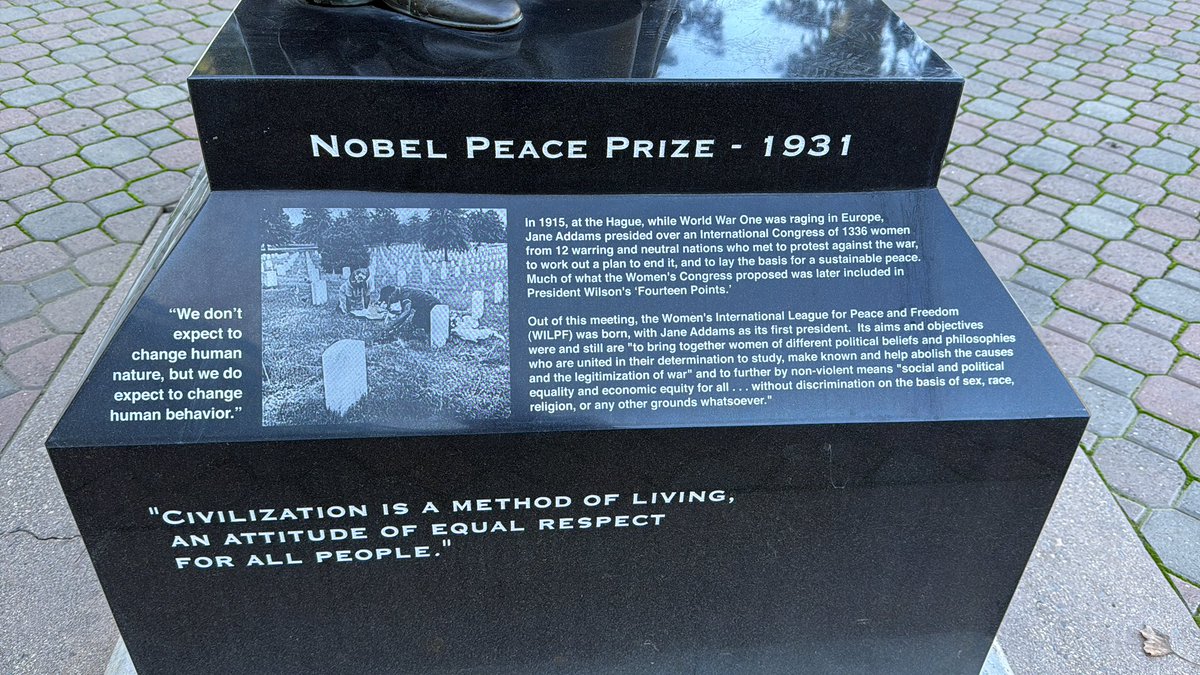 NOBEL PEACE PRIZE - 1931
"We don't
expect to
change human
nature, but we do
expect to change
human behavior."
In 1915, at the Hague, while World War One was raging in Europe,
Jane Addams presided over an International Congress of 1336 women
from 12 warring and neutral nations who met to protest against the war,
to work out a plan to end it, and to lay the basis for a sustainable peace.
Much of what the Women's Congress proposed was later included in
President Wilson's 'Fourteen Points.'
Out of this meeting, the Women's International League for Peace and Freedom
(WILPF) was born, with Jane Addams as its first president. Its aims and objectives
were and still are "to bring together women of different political beliefs and philosophies
who are united in their determination to study, make known and help abolish the causes
and the legitimization of war" and to further by non-violent means "social and political
equality and economic equity for all . . . without discrimination on the basis of sex, race,
religion, or any other grounds whatsoever."
"CIVILIZATION IS A METHOD OF LIVING,
AN ATTITUDE OF EQUAL RESPECT
FOR ALL PEOPLE."